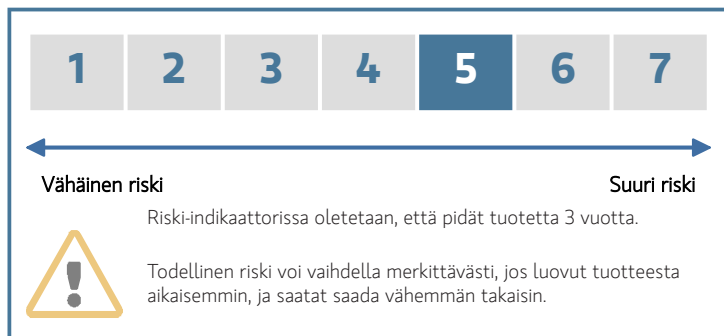 1 2 3 4 5 6 7
Vähäinen riski Suuri riski
Riski-indikaattorissa oletetaan, että pidät tuotetta 3 vuotta.
Todellinen riski voi vaihdella merkittävästi, jos luovut tuotteesta
aikaisemmin, ja saatat saada vähemmän takaisin.